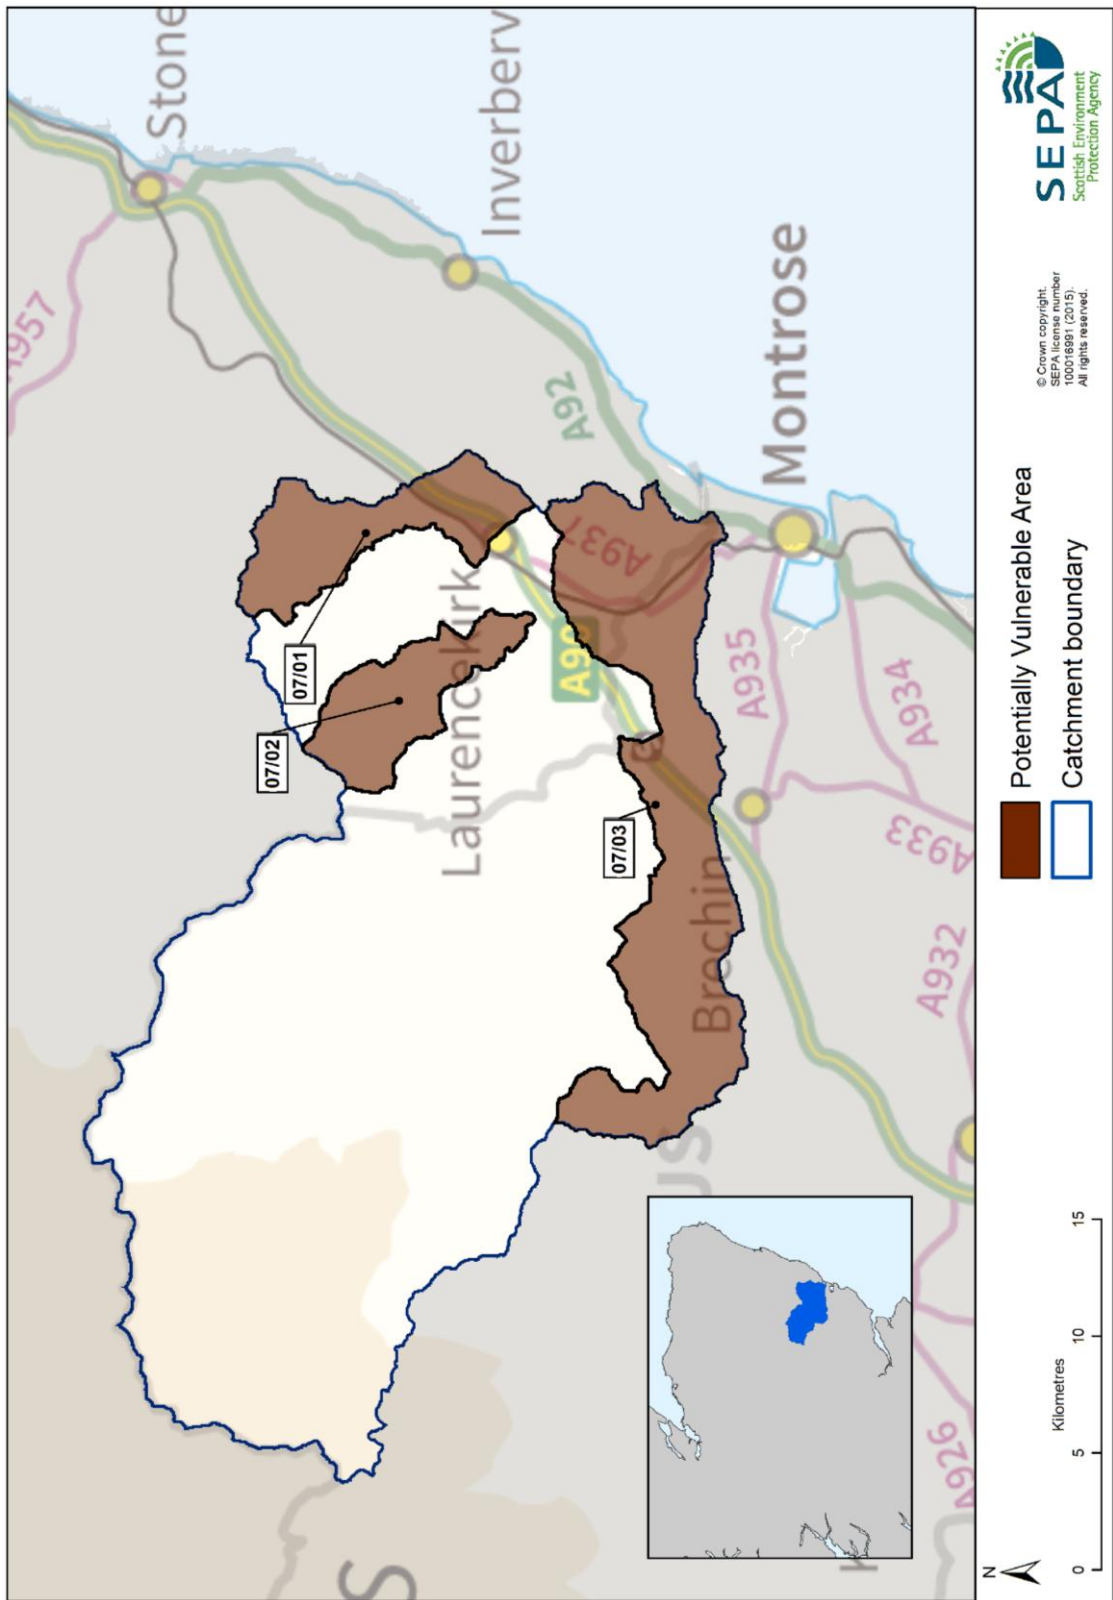 A957
Stone
Inverberv
A92
Montrose
07/01
07/02
Laurencekirk
A937
A90
A935
A934
07/03
Brechin
A933
A932
US
S
A926
Potentially Vulnerable Area
Catchment boundary
N
0 5 10 15
Kilometres
© Crown copyright.
SEPA license number
100016991 (2015).
All rights reserved.
SEPA
Scottish Environment
Protection Agency